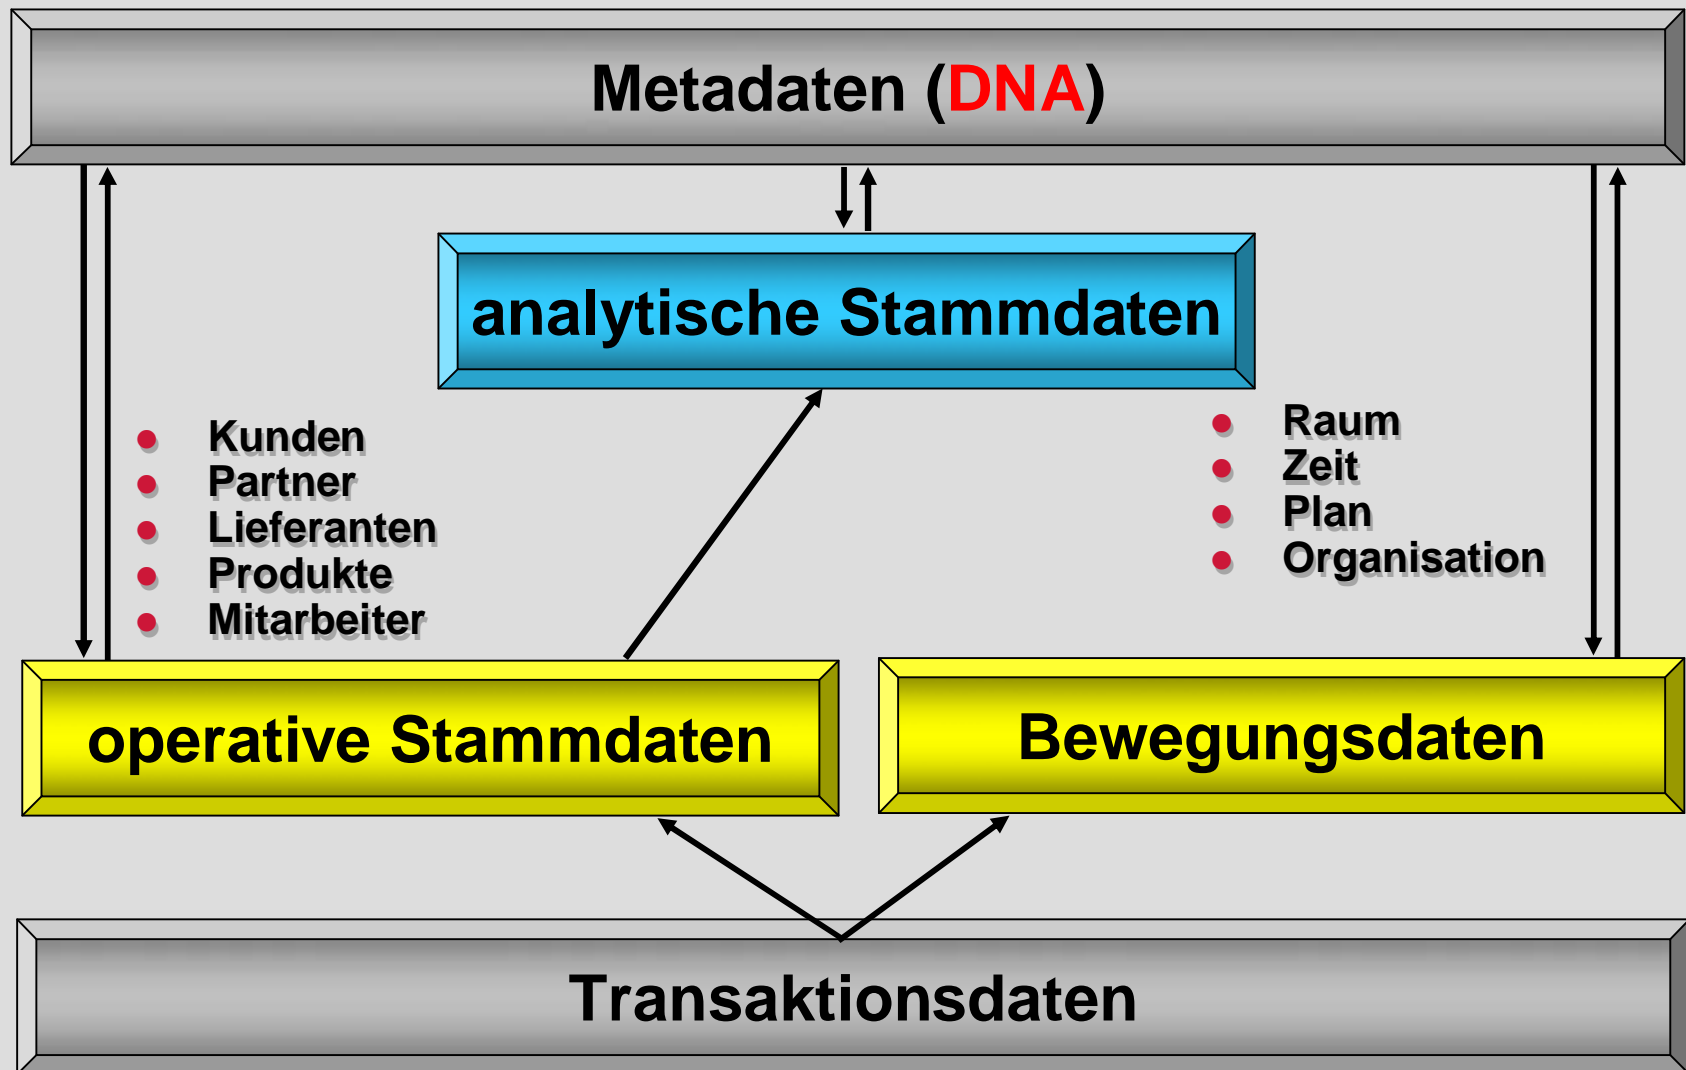 Metadaten (DNA)
analytische Stammdaten
Kunden
Partner
Lieferanten
Produkte
Mitarbeiter
Raum
Zeit
Plan
Organisation
operative Stammdaten
Bewegungsdaten
Transaktionsdaten